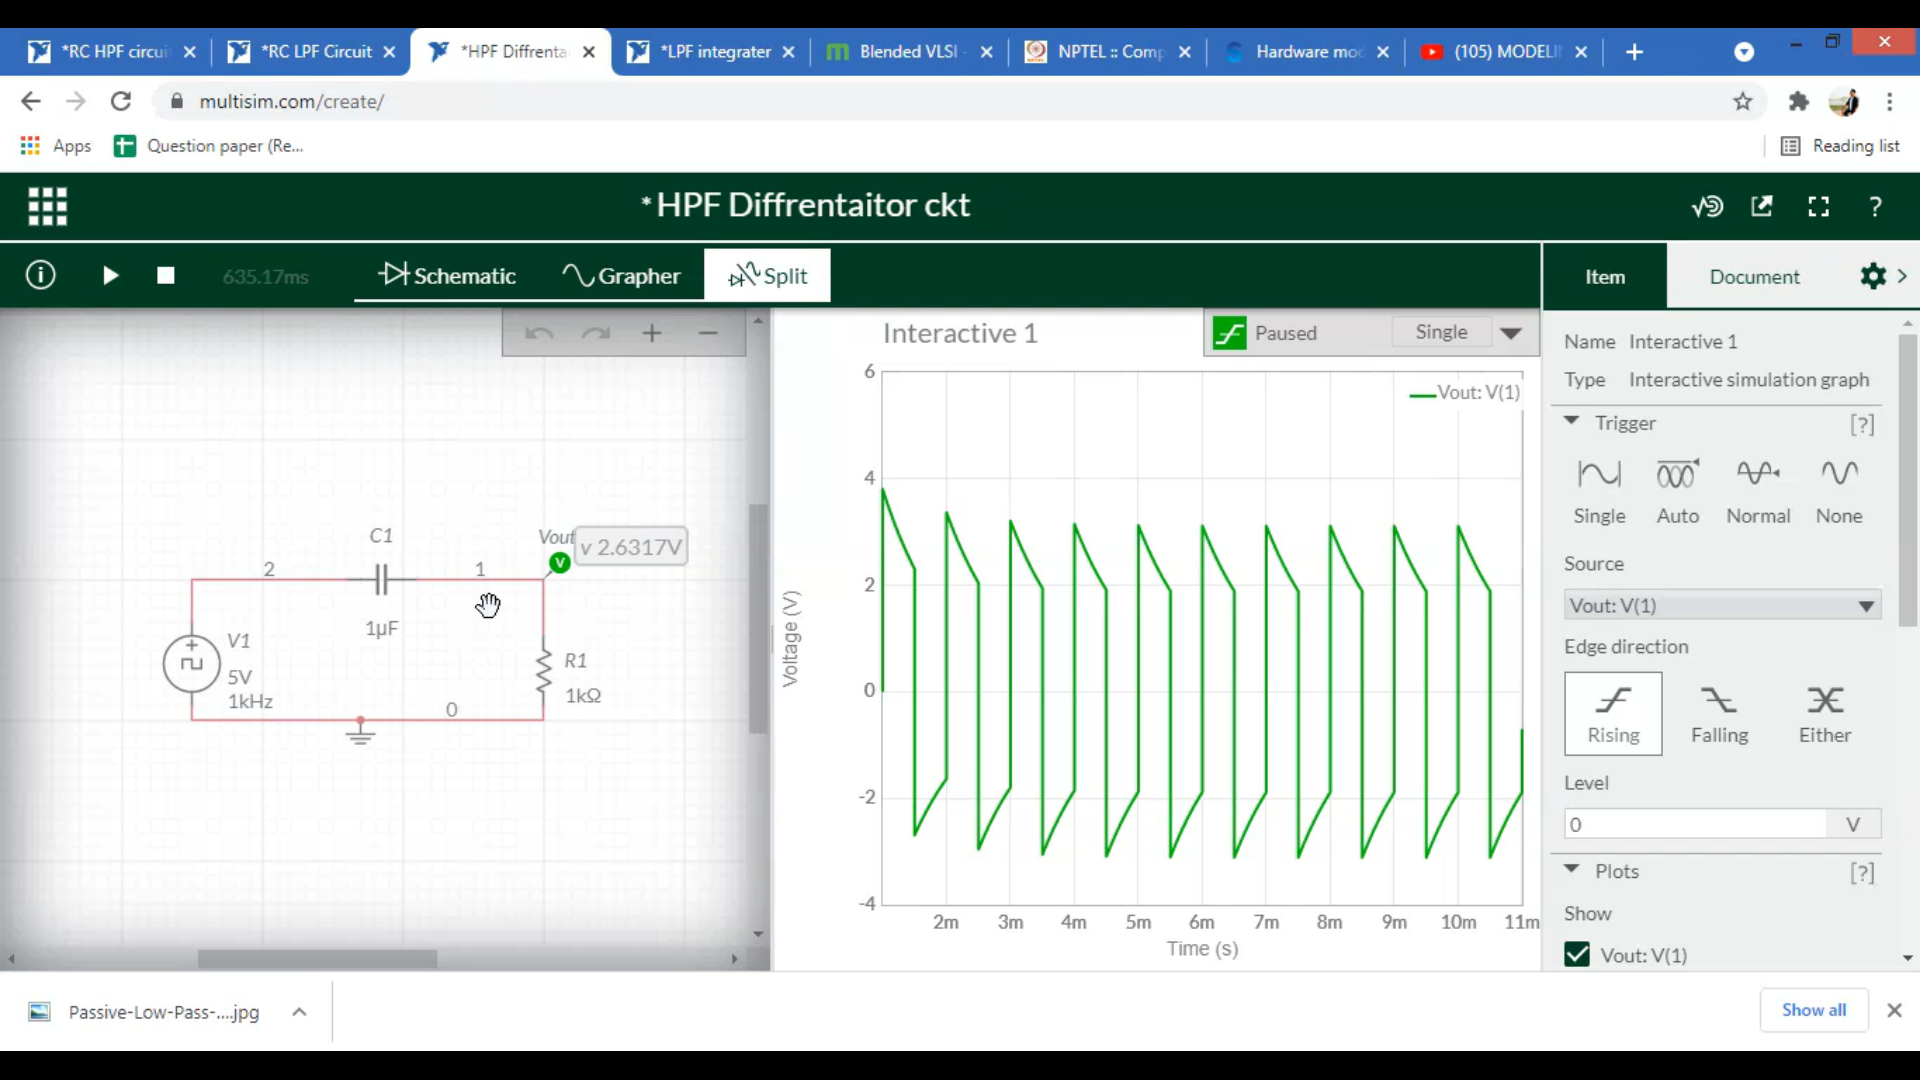 *RC HPF circui
*RC LPF Circuit
*HPF Diffrenta
*LPF integrater
Blended VLSI -
NPTEL :: Comp
Hardware mod
(105) MODELI
multisim.com/create/
Apps
Question paper (Re...
Reading list
*HPF Diffrentaitor ckt
?
635.17ms
Schematic
Grapher
Split
Item
Document
Interactive 1
Paused
Single
Name Interactive 1
Type Interactive simulation graph
Trigger [?]
Single Auto Normal None
Source
Vout: V(1)
Edge direction
Rising Falling Either
Level
0 V
Plots [?]
Show
Vout: V(1)
C1
2
1
1µF
Vout
V
v 2.6317V
V1
5V
1kHz
R1
1kΩ
0
Vout: V(1)
6
4
2
0
-2
-4
Voltage (V)
2m 3m 4m 5m 6m 7m 8m 9m 10m 11m
Time (s)
Passive-Low-Pass-....jpg
Show all